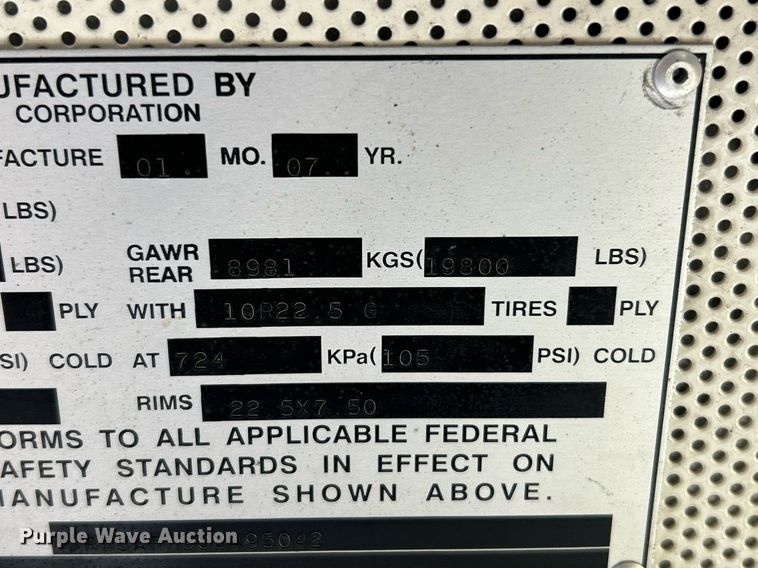 UFACTURED BY
CORPORATION
FACTURE 01 MO. 07 YR.
LBS)
LBS) GAWR REAR 8981 KGS( 19800 LBS)
PLY WITH 10R22.5 G TIRES PLY
SI) COLD AT 724 KPa( 105 PSI) COLD
RIMS 22.5X7.50
ORMS TO ALL APPLICABLE FEDERAL
AFETY STANDARDS IN EFFECT ON
MANUFACTURE SHOWN ABOVE.
Purple Wave Auction